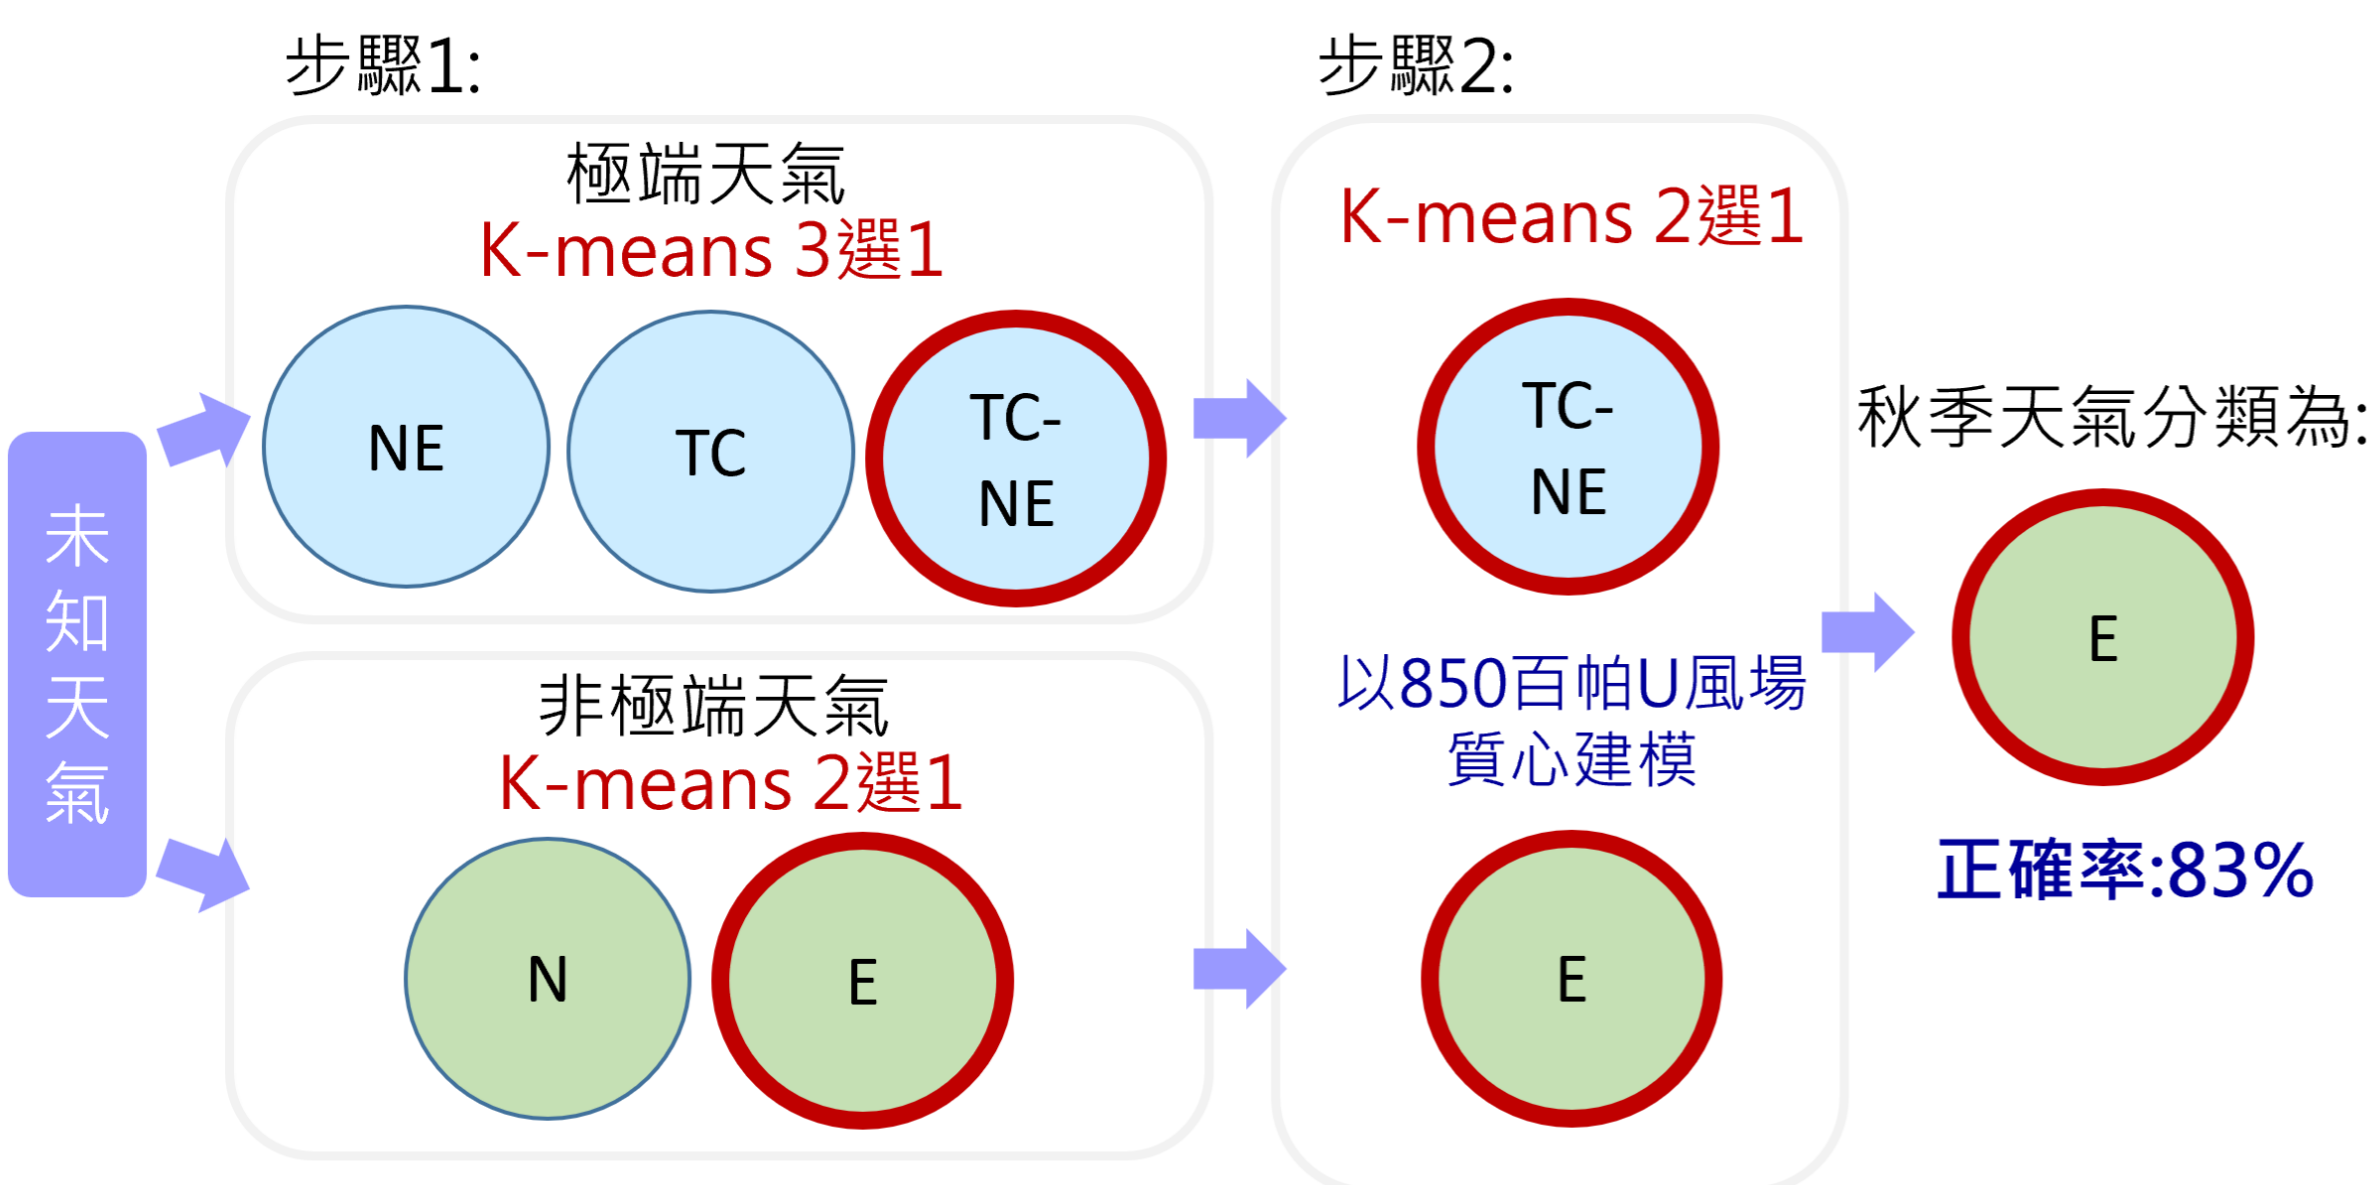 步驟1:
極端天氣
K-means 3選1
NE
TC
TC-
NE
未
知
天
氣
非極端天氣
K-means 2選1
N
E
步驟2:
K-means 2選1
TC-
NE
以850百帕U風場
質心建模
E
秋季天氣分類為:
E
正確率:83%